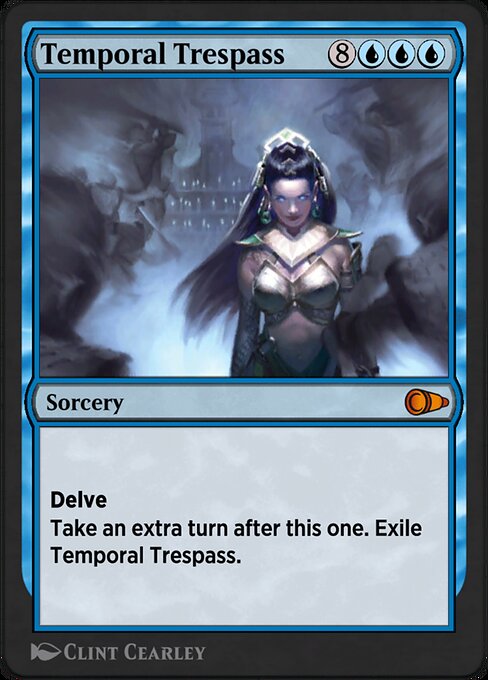 Temporal Trespass 8
Sorcery
Delve
Take an extra turn after this one. Exile
Temporal Trespass.
Clint Cearley